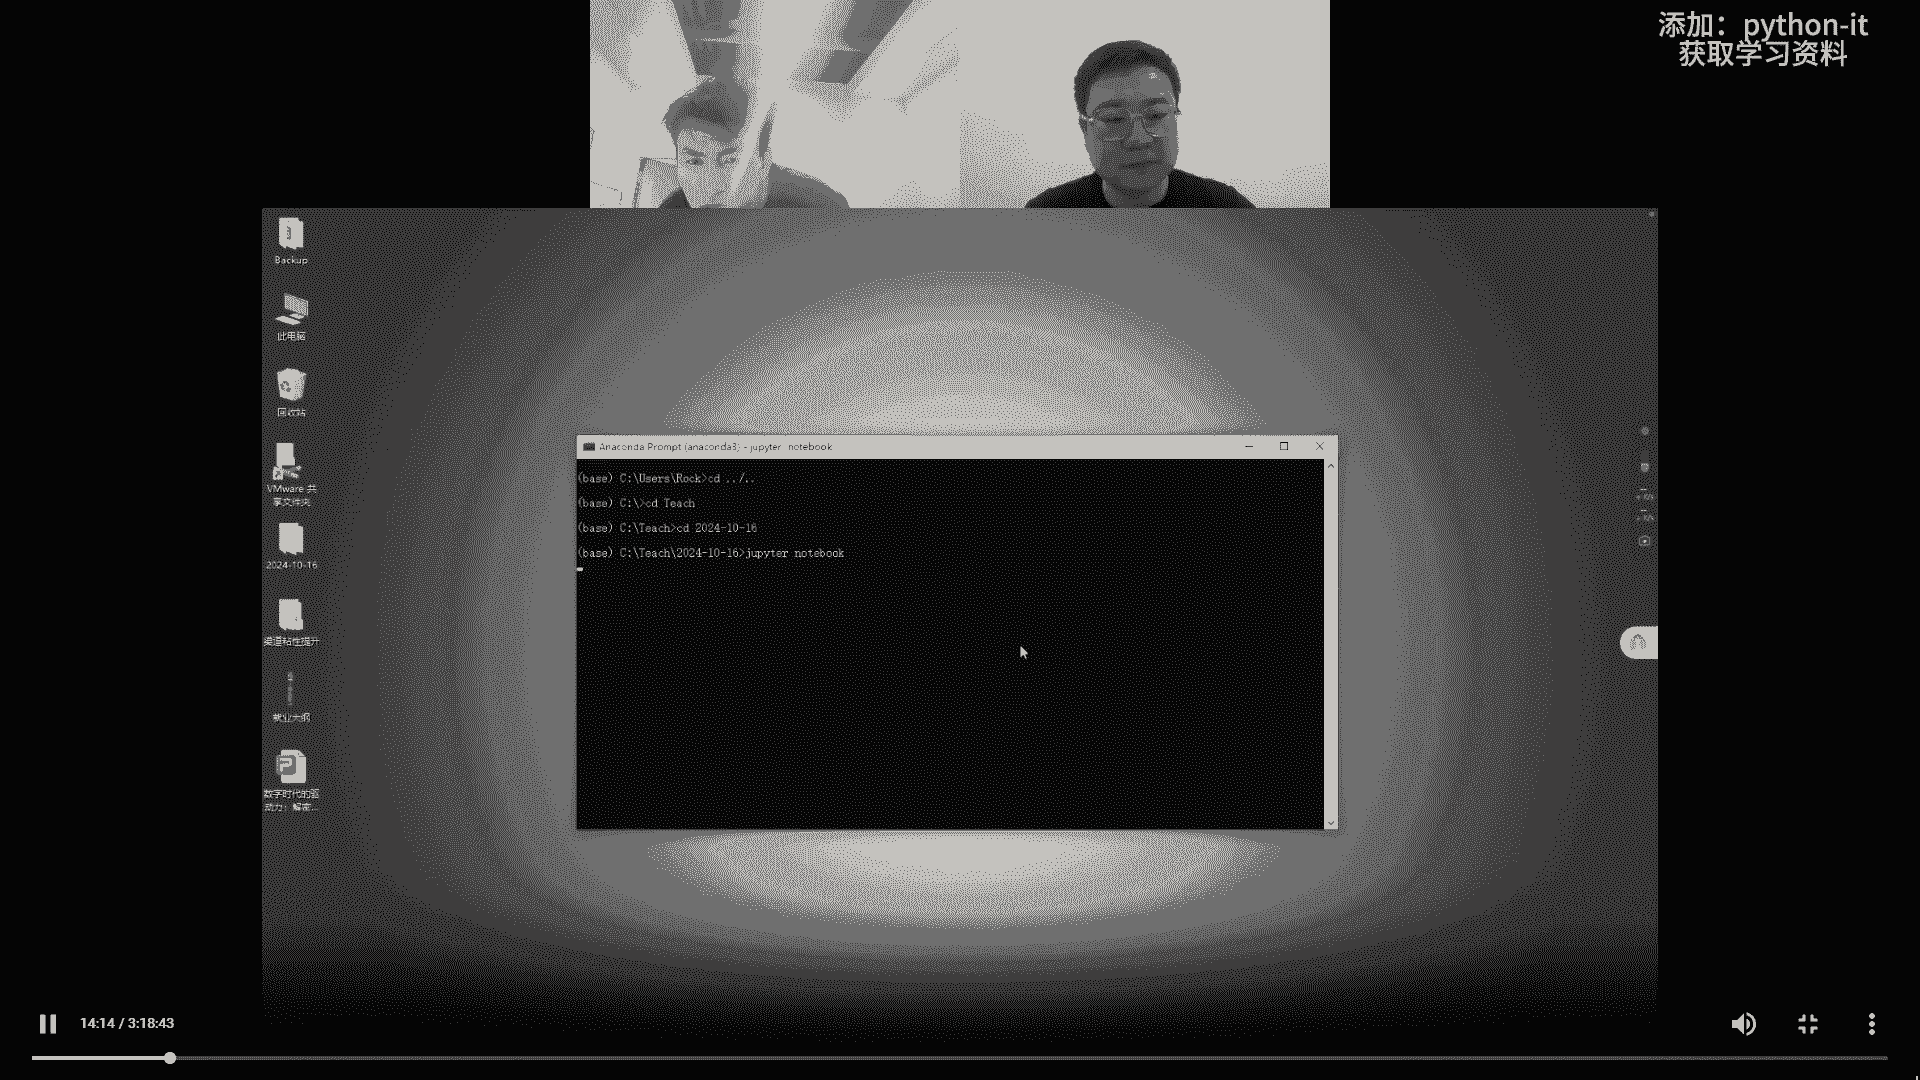 添加：python-it
获取学习资料
Backup
此电脑
回收站
VMware 共
享文件夹
2024-10-16
渠道粘性提升
就业大纲
数字时代的驱
动力：解密...
Anaconda Prompt (anaconda3) - jupyter  notebook
(base) C:\Users\Rock>cd ../..
(base) C:\>cd Teach
(base) C:\Teach>cd 2024-10-16
(base) C:\Teach\2024-10-16>jupyter notebook
14:14 / 3:18:43